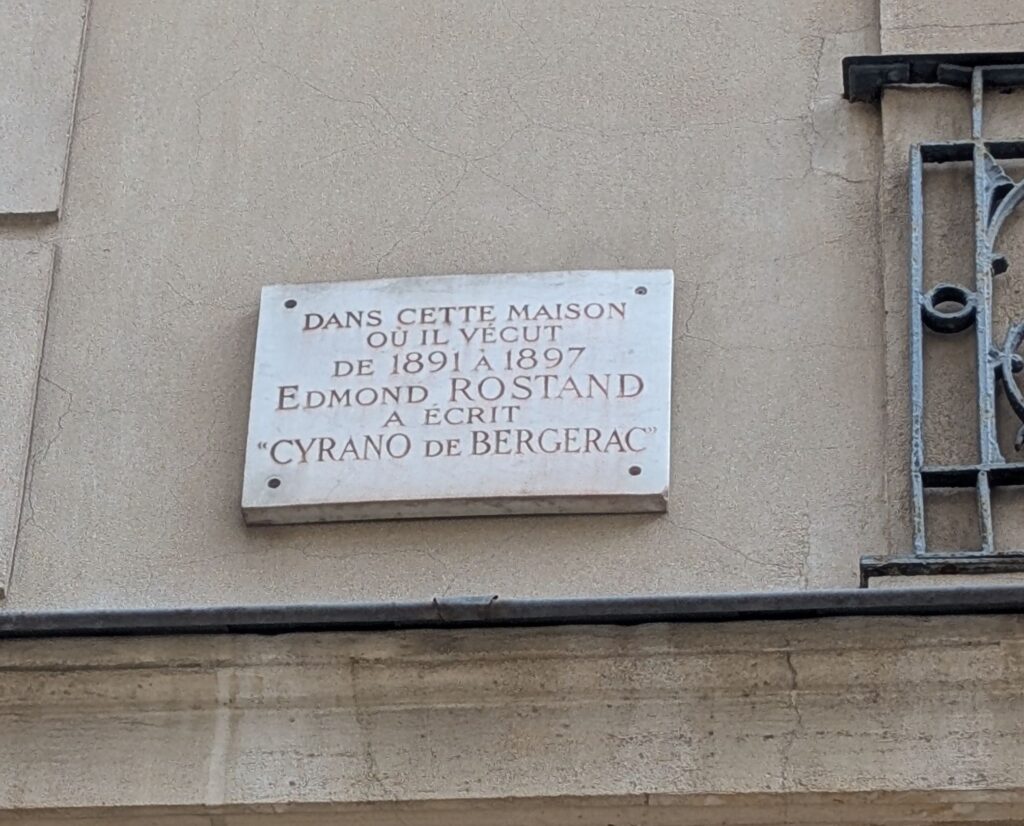 DANS CETTE MAISON
OÙ IL VÉCUT
DE 1891 À 1897
EDMOND ROSTAND
A ÉCRIT
“CYRANO DE BERGERAC”